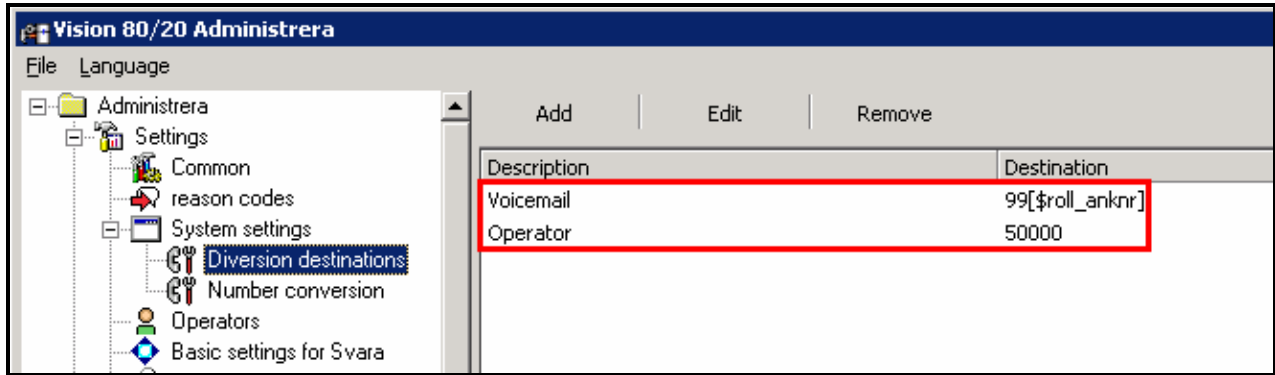 Vision 80/20 Administrera
File Language
Administrera
Settings
Common
reason codes
System settings
Diversion destinations
Number conversion
Operators
Basic settings for Svara
Add Edit Remove
Description Destination
Voicemail 99[$roll_anknr]
Operator 50000